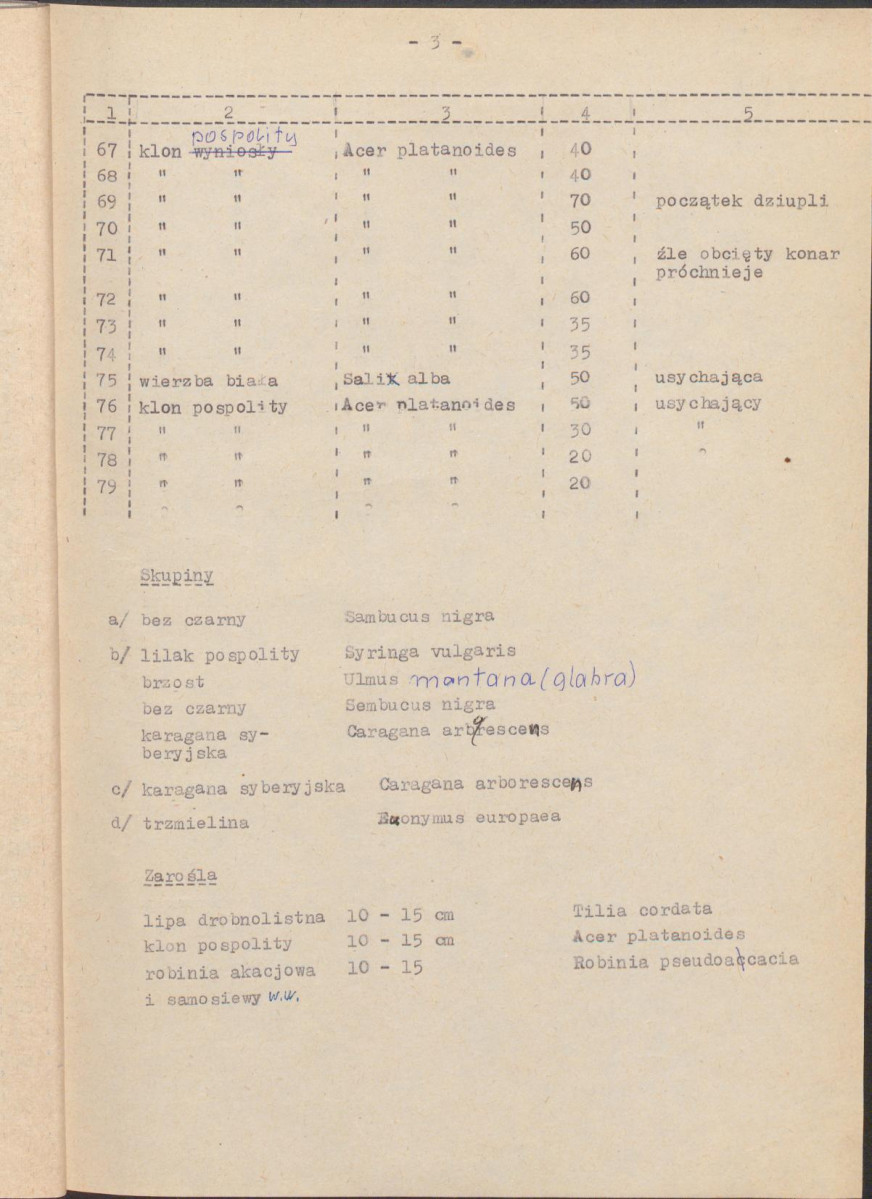 - 3 -
1 2 3 4 5
pospolity
67 klon wyniosły Acer platanoides 40
68 " " " " 40
69 " " " " 70 początek dziupli
70 " " " " 50
71 " " " " 60 źle obcięty konar
próchnieje
72 " " " " 60
73 " " " " 35
74 " " " " 35
75 wierzba biała Salix alba 50 usychająca
76 klon pospolity Acer platanoides 50 usychający
77 " " " " 30 "
78 " " " " 20 "
79 " " " " 20
" " " "
Skupiny
a/ bez czarny Sambucus nigra
b/ lilak pospolity Syringa vulgaris
brzost Ulmus montana (glabra)
bez czarny Sembucus nigra
karagana sy- Caragana arborescens
beryjska
c/ karagana syberyjska Caragana arborescens
d/ trzmielina Euonymus europaea
Zarośla
lipa drobnolistna 10 - 15 cm Tilia cordata
klon pospolity 10 - 15 cm Acer platanoides
robinia akacjowa 10 - 15 Robinia pseudoaccacia
i samosiewy w.w.